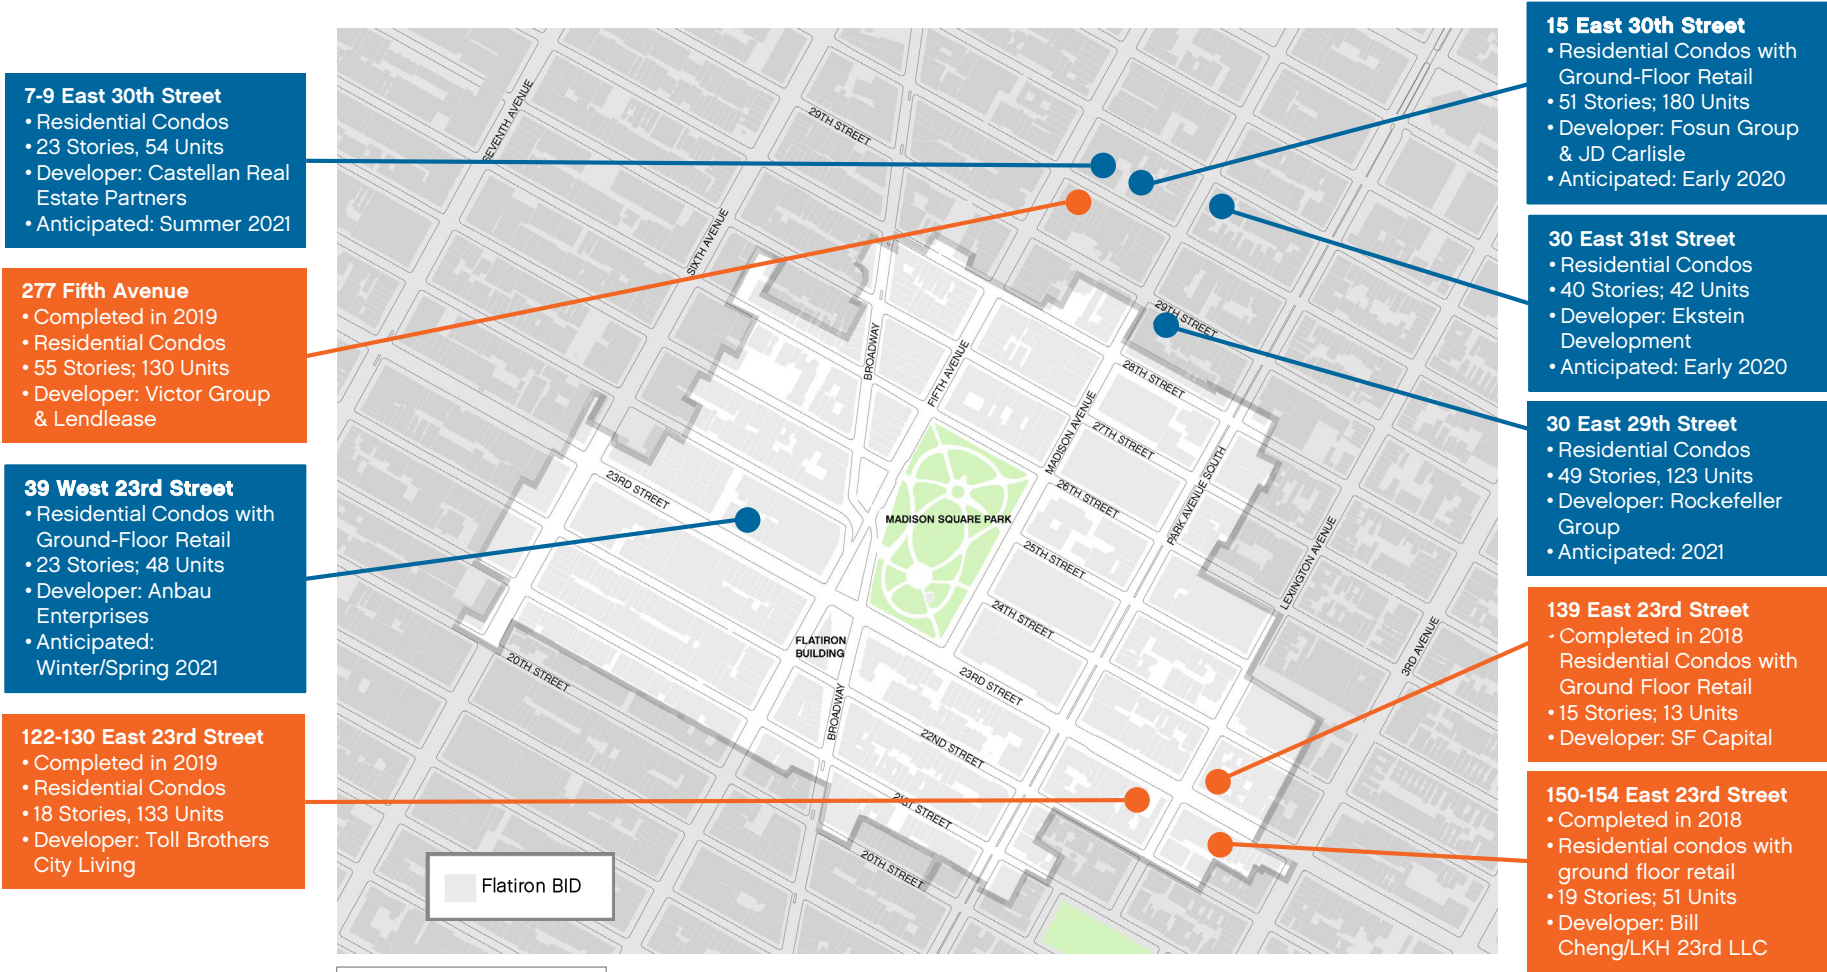 7-9 East 30th Street
• Residential Condos
• 23 Stories, 54 Units
• Developer: Castellan Real
Estate Partners
• Anticipated: Summer 2021
277 Fifth Avenue
• Completed in 2019
• Residential Condos
• 55 Stories; 130 Units
• Developer: Victor Group
& Lendlease
39 West 23rd Street
• Residential Condos with
Ground-Floor Retail
• 23 Stories; 48 Units
• Developer: Anbau
Enterprises
• Anticipated:
Winter/Spring 2021
122-130 East 23rd Street
• Completed in 2019
• Residential Condos
• 18 Stories, 133 Units
• Developer: Toll Brothers
City Living
SEVENTH AVENUE
29TH STREET
SIXTH AVENUE
BROADWAY
FIFTH AVENUE
29TH STREET
28TH STREET
MADISON AVENUE
27TH STREET
PARK AVENUE SOUTH
26TH STREET
23RD STREET
MADISON SQUARE PARK
25TH STREET
LEXINGTON AVENUE
24TH STREET
3RD AVENUE
FLATIRON
BUILDING
20TH STREET
23RD STREET
BROADWAY
22ND STREET
21ST STREET
20TH STREET
Flatiron BID
15 East 30th Street
• Residential Condos with
Ground-Floor Retail
• 51 Stories; 180 Units
• Developer: Fosun Group
& JD Carlisle
• Anticipated: Early 2020
30 East 31st Street
• Residential Condos
• 40 Stories; 42 Units
• Developer: Ekstein
Development
• Anticipated: Early 2020
30 East 29th Street
• Residential Condos
• 49 Stories, 123 Units
• Developer: Rockefeller
Group
• Anticipated: 2021
139 East 23rd Street
• Completed in 2018
Residential Condos with
Ground Floor Retail
• 15 Stories; 13 Units
• Developer: SF Capital
150-154 East 23rd Street
• Completed in 2018
• Residential condos with
ground floor retail
• 19 Stories; 51 Units
• Developer: Bill
Cheng/LKH 23rd LLC